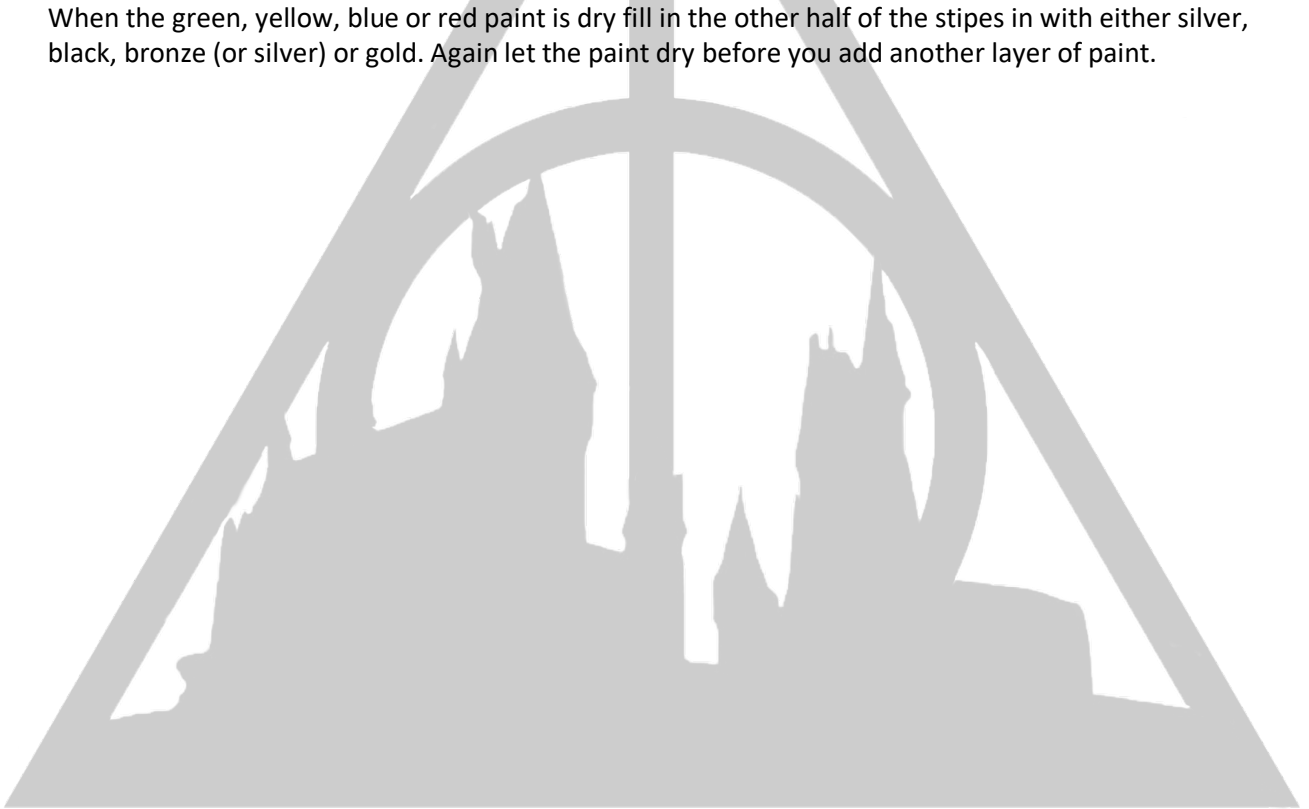 When the green, yellow, blue or red paint is dry fill in the other half of the stipes in with either silver,
black, bronze (or silver) or gold. Again let the paint dry before you add another layer of paint.